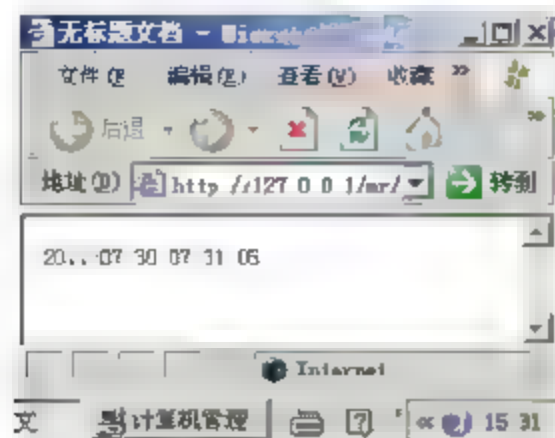 无标题文档 -
文件(F) 编辑(E) 查看(V) 收藏 »
后退 »
地址(D) http://127.0.0.1/mr/ 转到
07 30 07 31 06
Internet
文 计算机管理 « 15 31